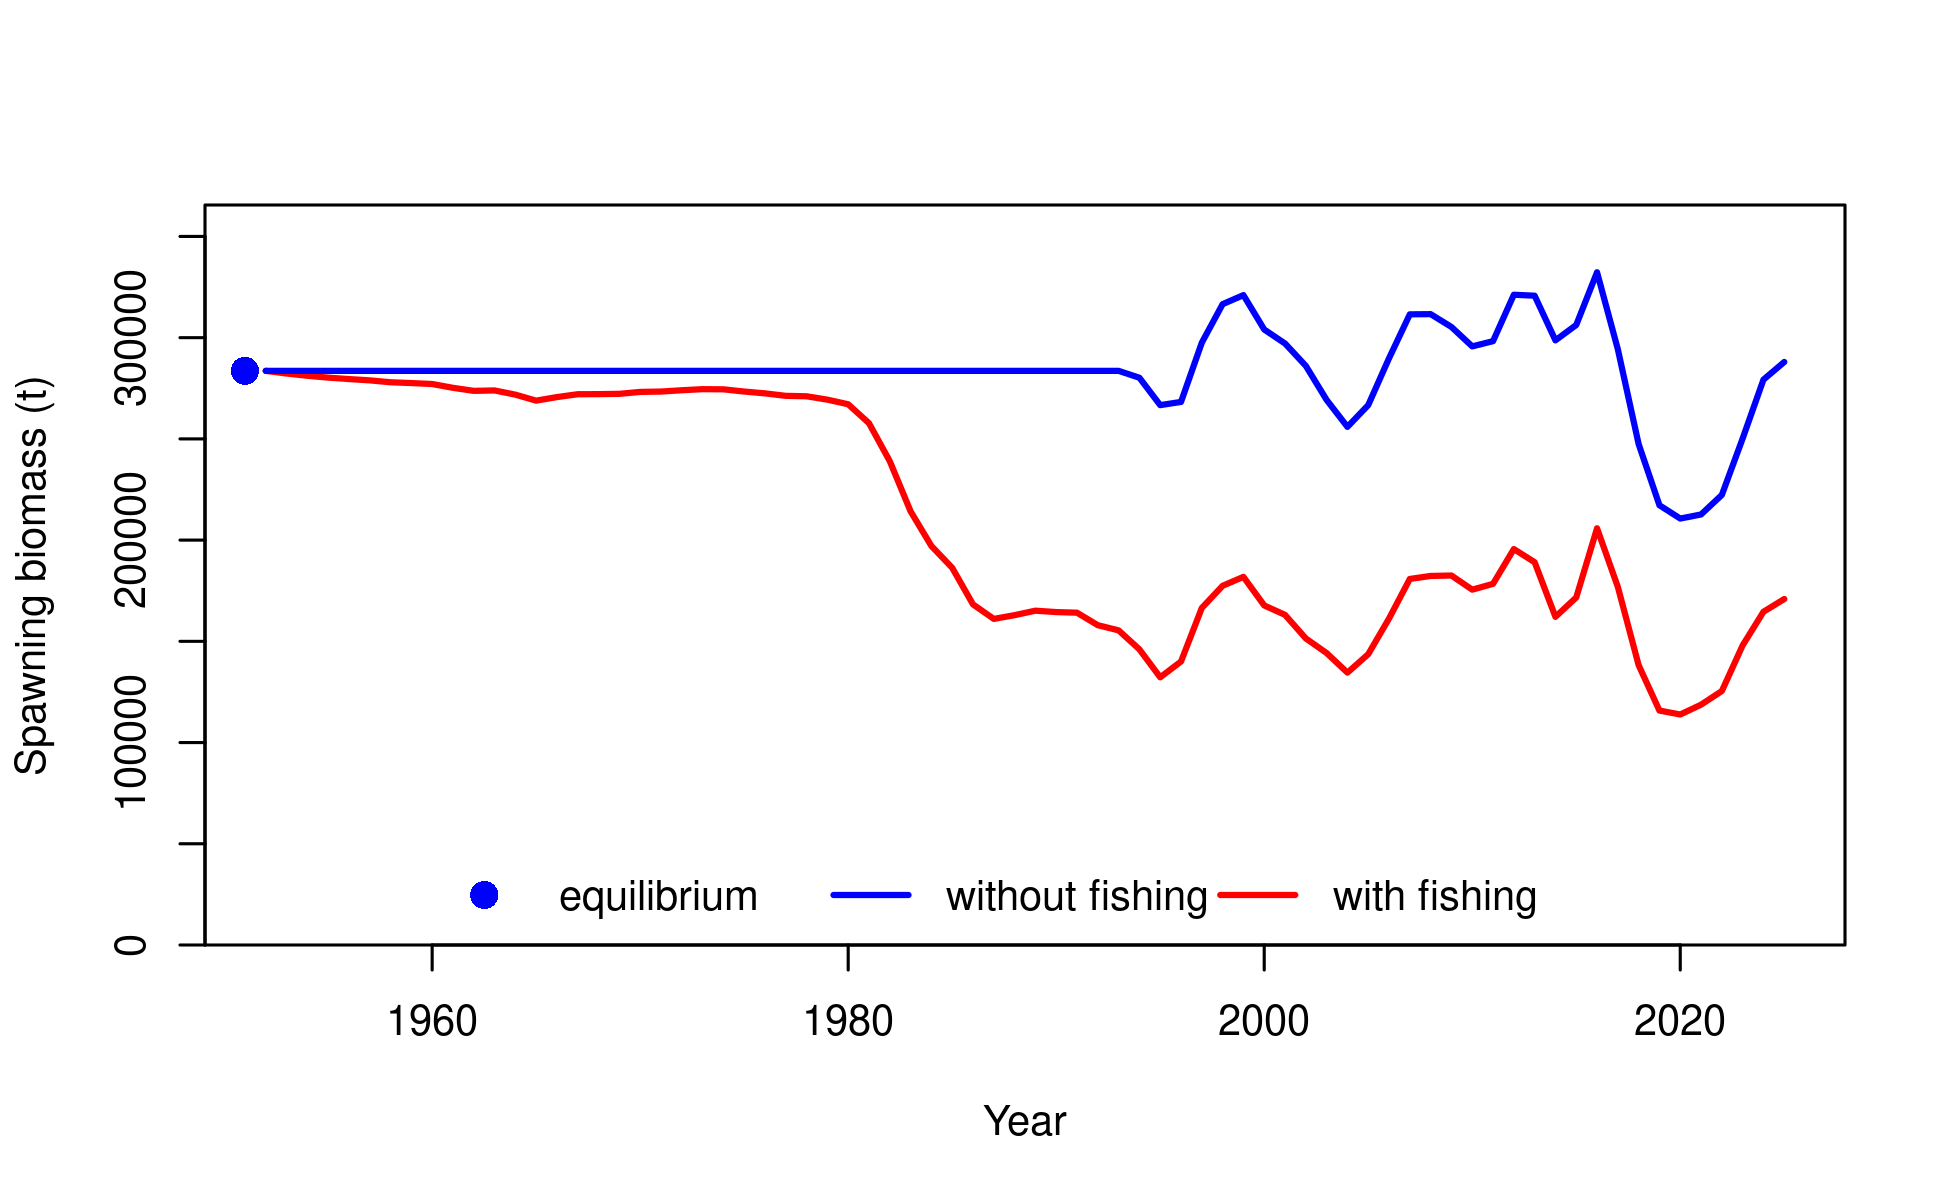 Spawning biomass (t)
300000
200000
100000
0
equilibrium without fishing with fishing
1960 1980 2000 2020
Year